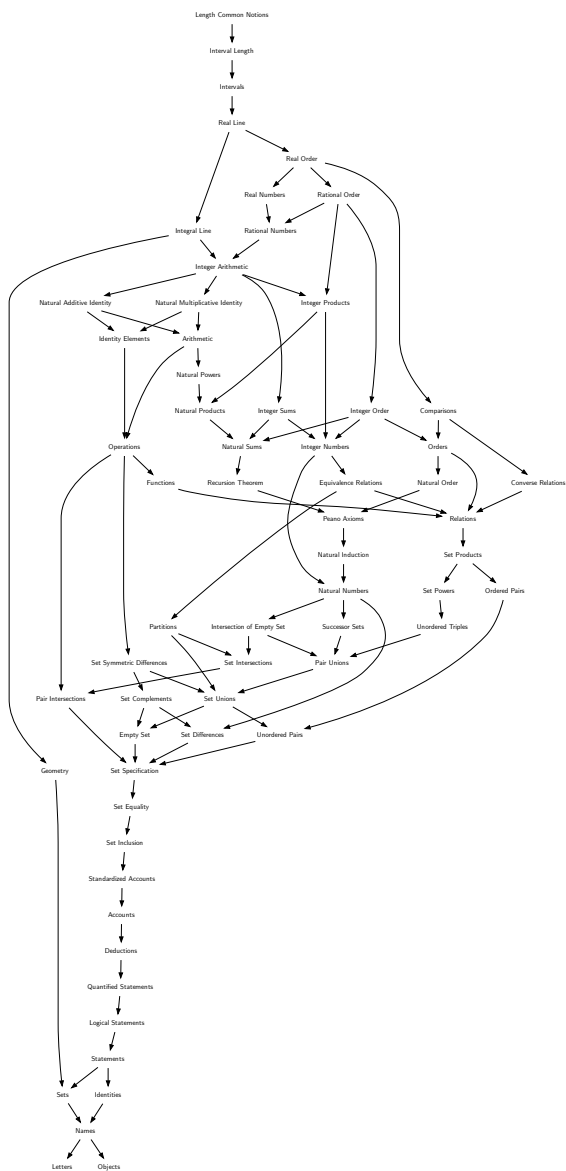 Length Common Notions
Interval Length
Intervals
Real Line
Real Order
Real Numbers
Rational Order
Integral Line
Rational Numbers
Integer Arithmetic
Natural Additive Identity
Natural Multiplicative Identity
Integer Products
Identity Elements
Arithmetic
Natural Powers
Natural Products
Integer Sums
Integer Order
Comparisons
Operations
Natural Sums
Integer Numbers
Orders
Functions
Recursion Theorem
Equivalence Relations
Natural Order
Converse Relations
Peano Axioms
Relations
Natural Induction
Set Products
Natural Numbers
Set Powers
Ordered Pairs
Partitions
Intersection of Empty Set
Successor Sets
Unordered Triples
Set Symmetric Differences
Set Intersections
Pair Unions
Pair Intersections
Set Complements
Set Unions
Empty Set
Set Differences
Unordered Pairs
Geometry
Set Specification
Set Equality
Set Inclusion
Standardized Accounts
Accounts
Deductions
Quantified Statements
Logical Statements
Statements
Sets
Identities
Names
Letters
Objects